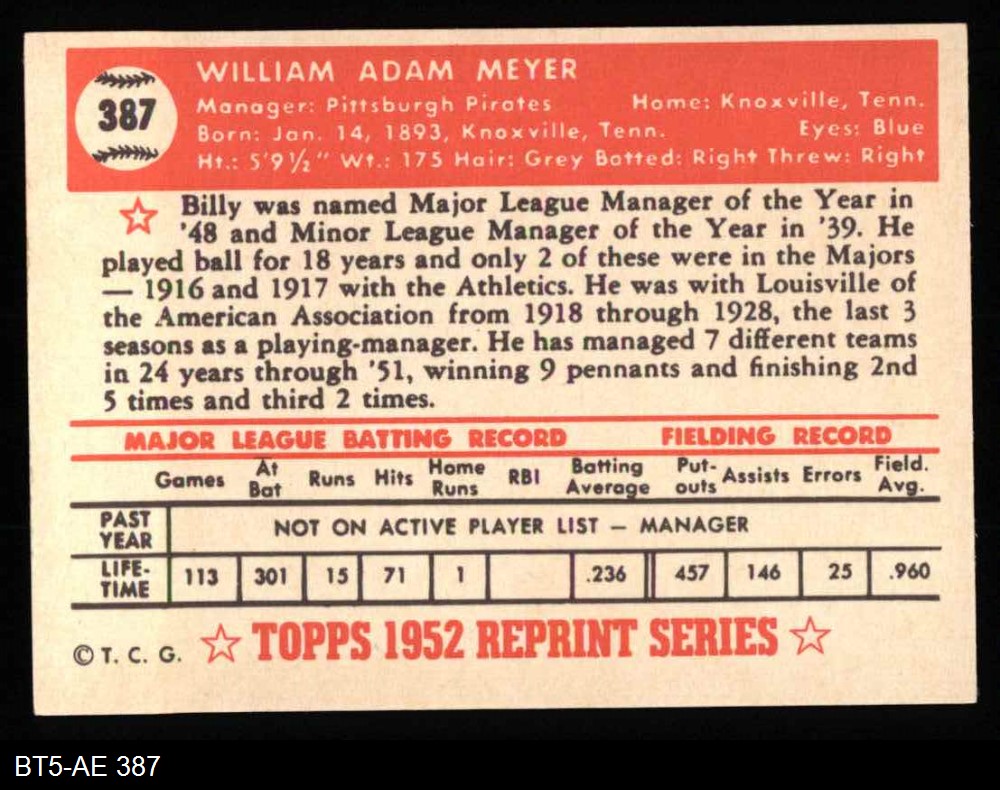 387
WILLIAM ADAM MEYER
Manager: Pittsburgh Pirates Home: Knoxville, Tenn.
Born: Jan. 14, 1893, Knoxville, Tenn. Eyes: Blue
Ht.: 5'9½" Wt.: 175 Hair: Grey Batted: Right Threw: Right
Billy was named Major League Manager of the Year in
'48 and Minor League Manager of the Year in '39. He
played ball for 18 years and only 2 of these were in the Majors
— 1916 and 1917 with the Athletics. He was with Louisville of
the American Association from 1918 through 1928, the last 3
seasons as a playing-manager. He has managed 7 different teams
in 24 years through '51, winning 9 pennants and finishing 2nd
5 times and third 2 times.
MAJOR LEAGUE BATTING RECORD FIELDING RECORD
Games At Bat Runs Hits Home Runs RBI Batting Average Put-outs Assists Errors Field. Avg.
PAST YEAR NOT ON ACTIVE PLAYER LIST — MANAGER
LIFE-TIME 113 301 15 71 1 .236 457 146 25 .960
© T. C. G. ☆ TOPPS 1952 REPRINT SERIES ☆
BT5-AE 387